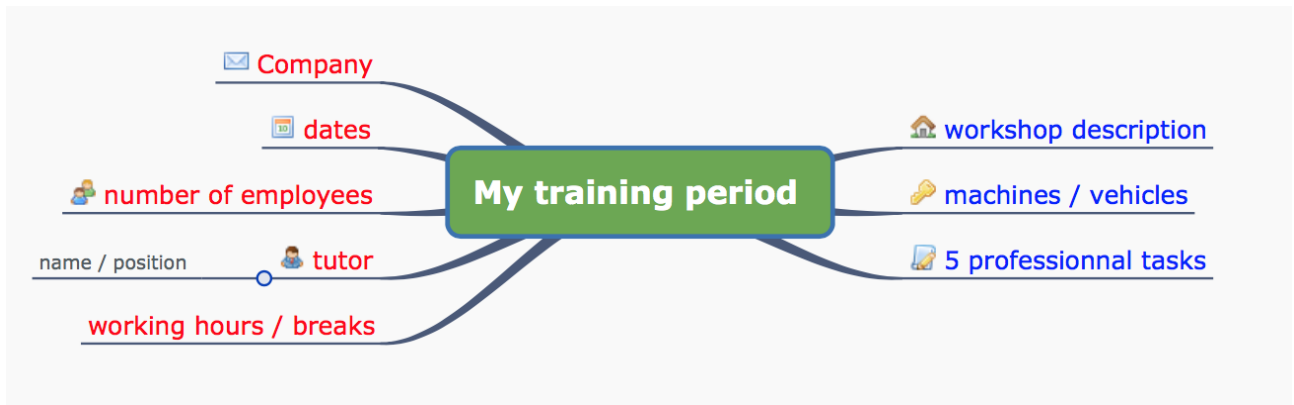 Company
dates
number of employees
tutor
name / position
working hours / breaks
My training period
workshop description
machines / vehicles
5 professionnal tasks